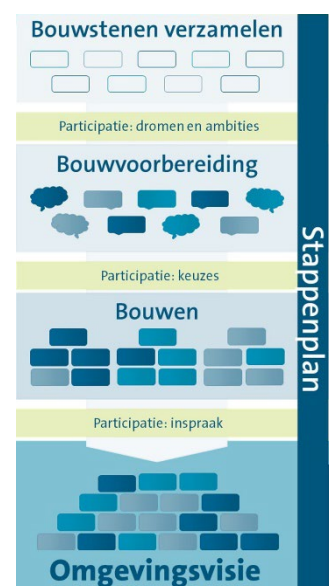 Bouwstenen verzamelen
Participatie: dromen en ambities
Bouwvoorbereiding
Participatie: keuzes
Bouwen
Participatie: inspraak
Omgevingsvisie
Stappenplan